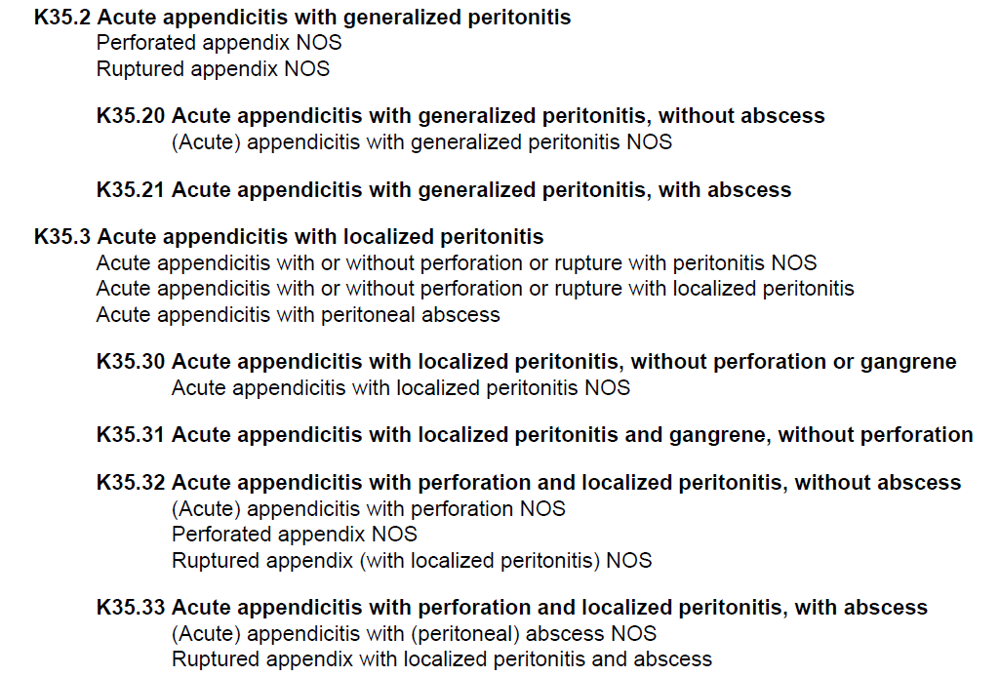 K35.2 Acute appendicitis with generalized peritonitis
Perforated appendix NOS
Ruptured appendix NOS
K35.20 Acute appendicitis with generalized peritonitis, without abscess
(Acute) appendicitis with generalized peritonitis NOS
K35.21 Acute appendicitis with generalized peritonitis, with abscess
K35.3 Acute appendicitis with localized peritonitis
Acute appendicitis with or without perforation or rupture with peritonitis NOS
Acute appendicitis with or without perforation or rupture with localized peritonitis
Acute appendicitis with peritoneal abscess
K35.30 Acute appendicitis with localized peritonitis, without perforation or gangrene
Acute appendicitis with localized peritonitis NOS
K35.31 Acute appendicitis with localized peritonitis and gangrene, without perforation
K35.32 Acute appendicitis with perforation and localized peritonitis, without abscess
(Acute) appendicitis with perforation NOS
Perforated appendix NOS
Ruptured appendix (with localized peritonitis) NOS
K35.33 Acute appendicitis with perforation and localized peritonitis, with abscess
(Acute) appendicitis with (peritoneal) abscess NOS
Ruptured appendix with localized peritonitis and abscess